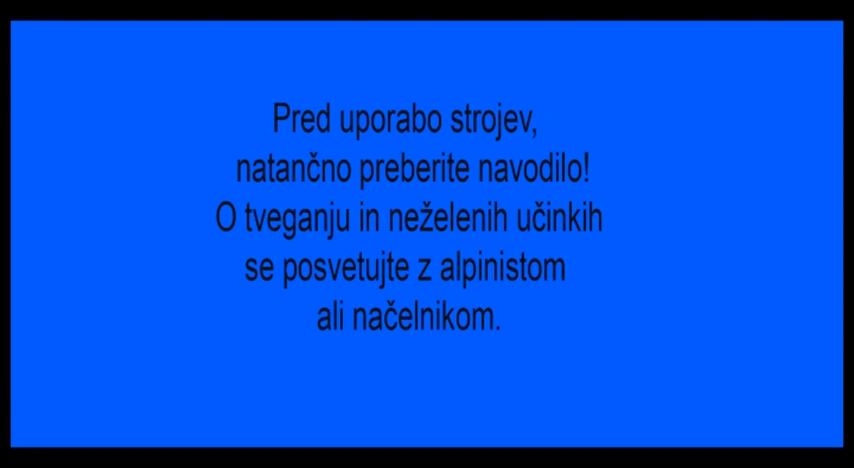 Pred uporabo strojev,
natančno preberite navodilo!
O tveganju in neželenih učinkih
se posvetujte z alpinistom
ali načelnikom.